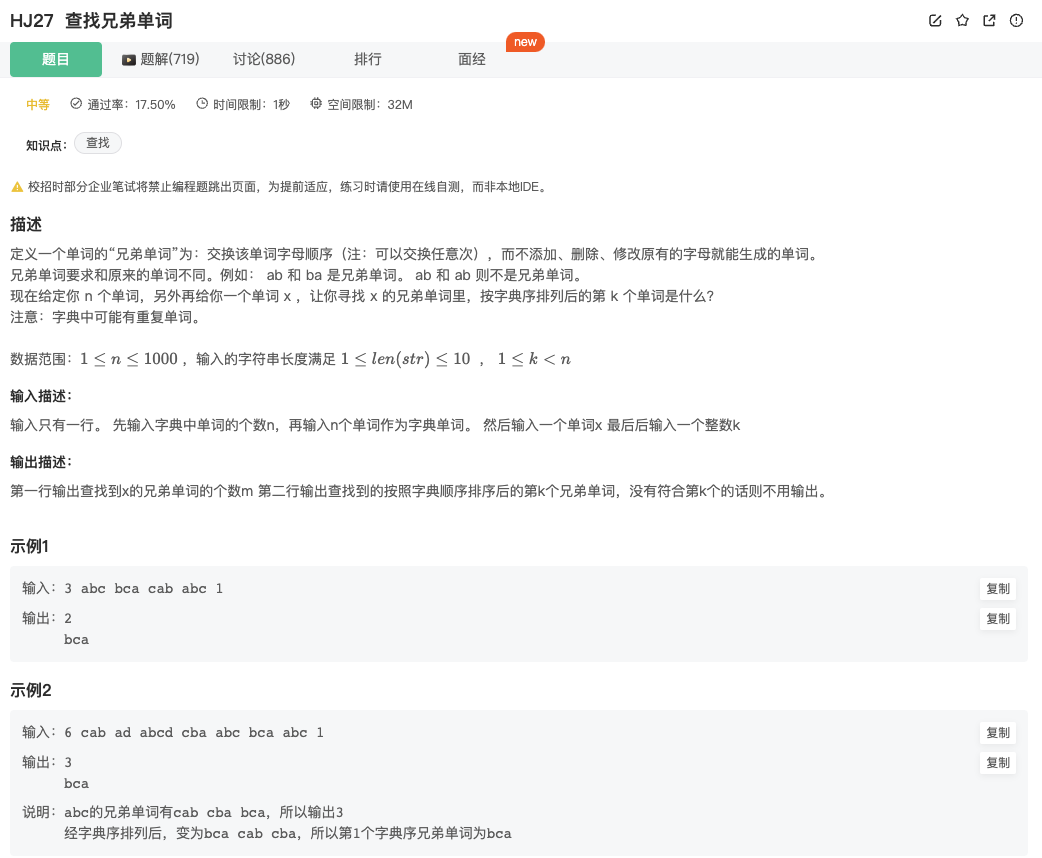 HJ27 查找兄弟单词
new
题目 题解(719) 讨论(886) 排行 面经
中等 通过率：17.50% 时间限制：1秒 空间限制：32M
知识点： 查找
校招时部分企业笔试将禁止编程题跳出页面，为提前适应，练习时请使用在线自测，而非本地IDE。
描述
定义一个单词的“兄弟单词”为：交换该单词字母顺序（注：可以交换任意次），而不添加、删除、修改原有的字母就能生成的单词。
兄弟单词要求和原来的单词不同。例如： ab 和 ba 是兄弟单词。 ab 和 ab 则不是兄弟单词。
现在给定你 n 个单词，另外再给你一个单词 x ，让你寻找 x 的兄弟单词里，按字典序排列后的第 k 个单词是什么？
注意：字典中可能有重复单词。
数据范围：1 ≤ n ≤ 1000 ，输入的字符串长度满足 1 ≤ len(str) ≤ 10 ， 1 ≤ k < n
输入描述：
输入只有一行。 先输入字典中单词的个数n，再输入n个单词作为字典单词。 然后输入一个单词x 最后后输入一个整数k
输出描述：
第一行输出查找到x的兄弟单词的个数m 第二行输出查找到的按照字典顺序排序后的第k个兄弟单词，没有符合第k个的话则不用输出。
示例1
输入：3 abc bca cab abc 1 复制
输出：2 复制
bca
示例2
输入：6 cab ad abcd cba abc bca abc 1 复制
输出：3 复制
bca
说明：abc的兄弟单词有cab cba bca，所以输出3
经字典序排列后，变为bca cab cba，所以第1个字典序兄弟单词为bca